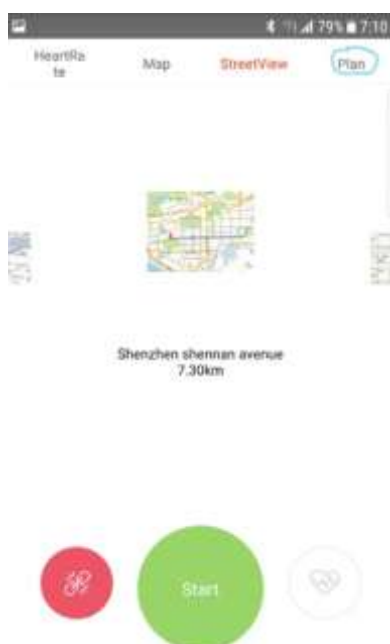 79% 7:10
HeartRa
te
Map
StreetView
Plan
Shenzhen shennan avenue
7.30km
Start